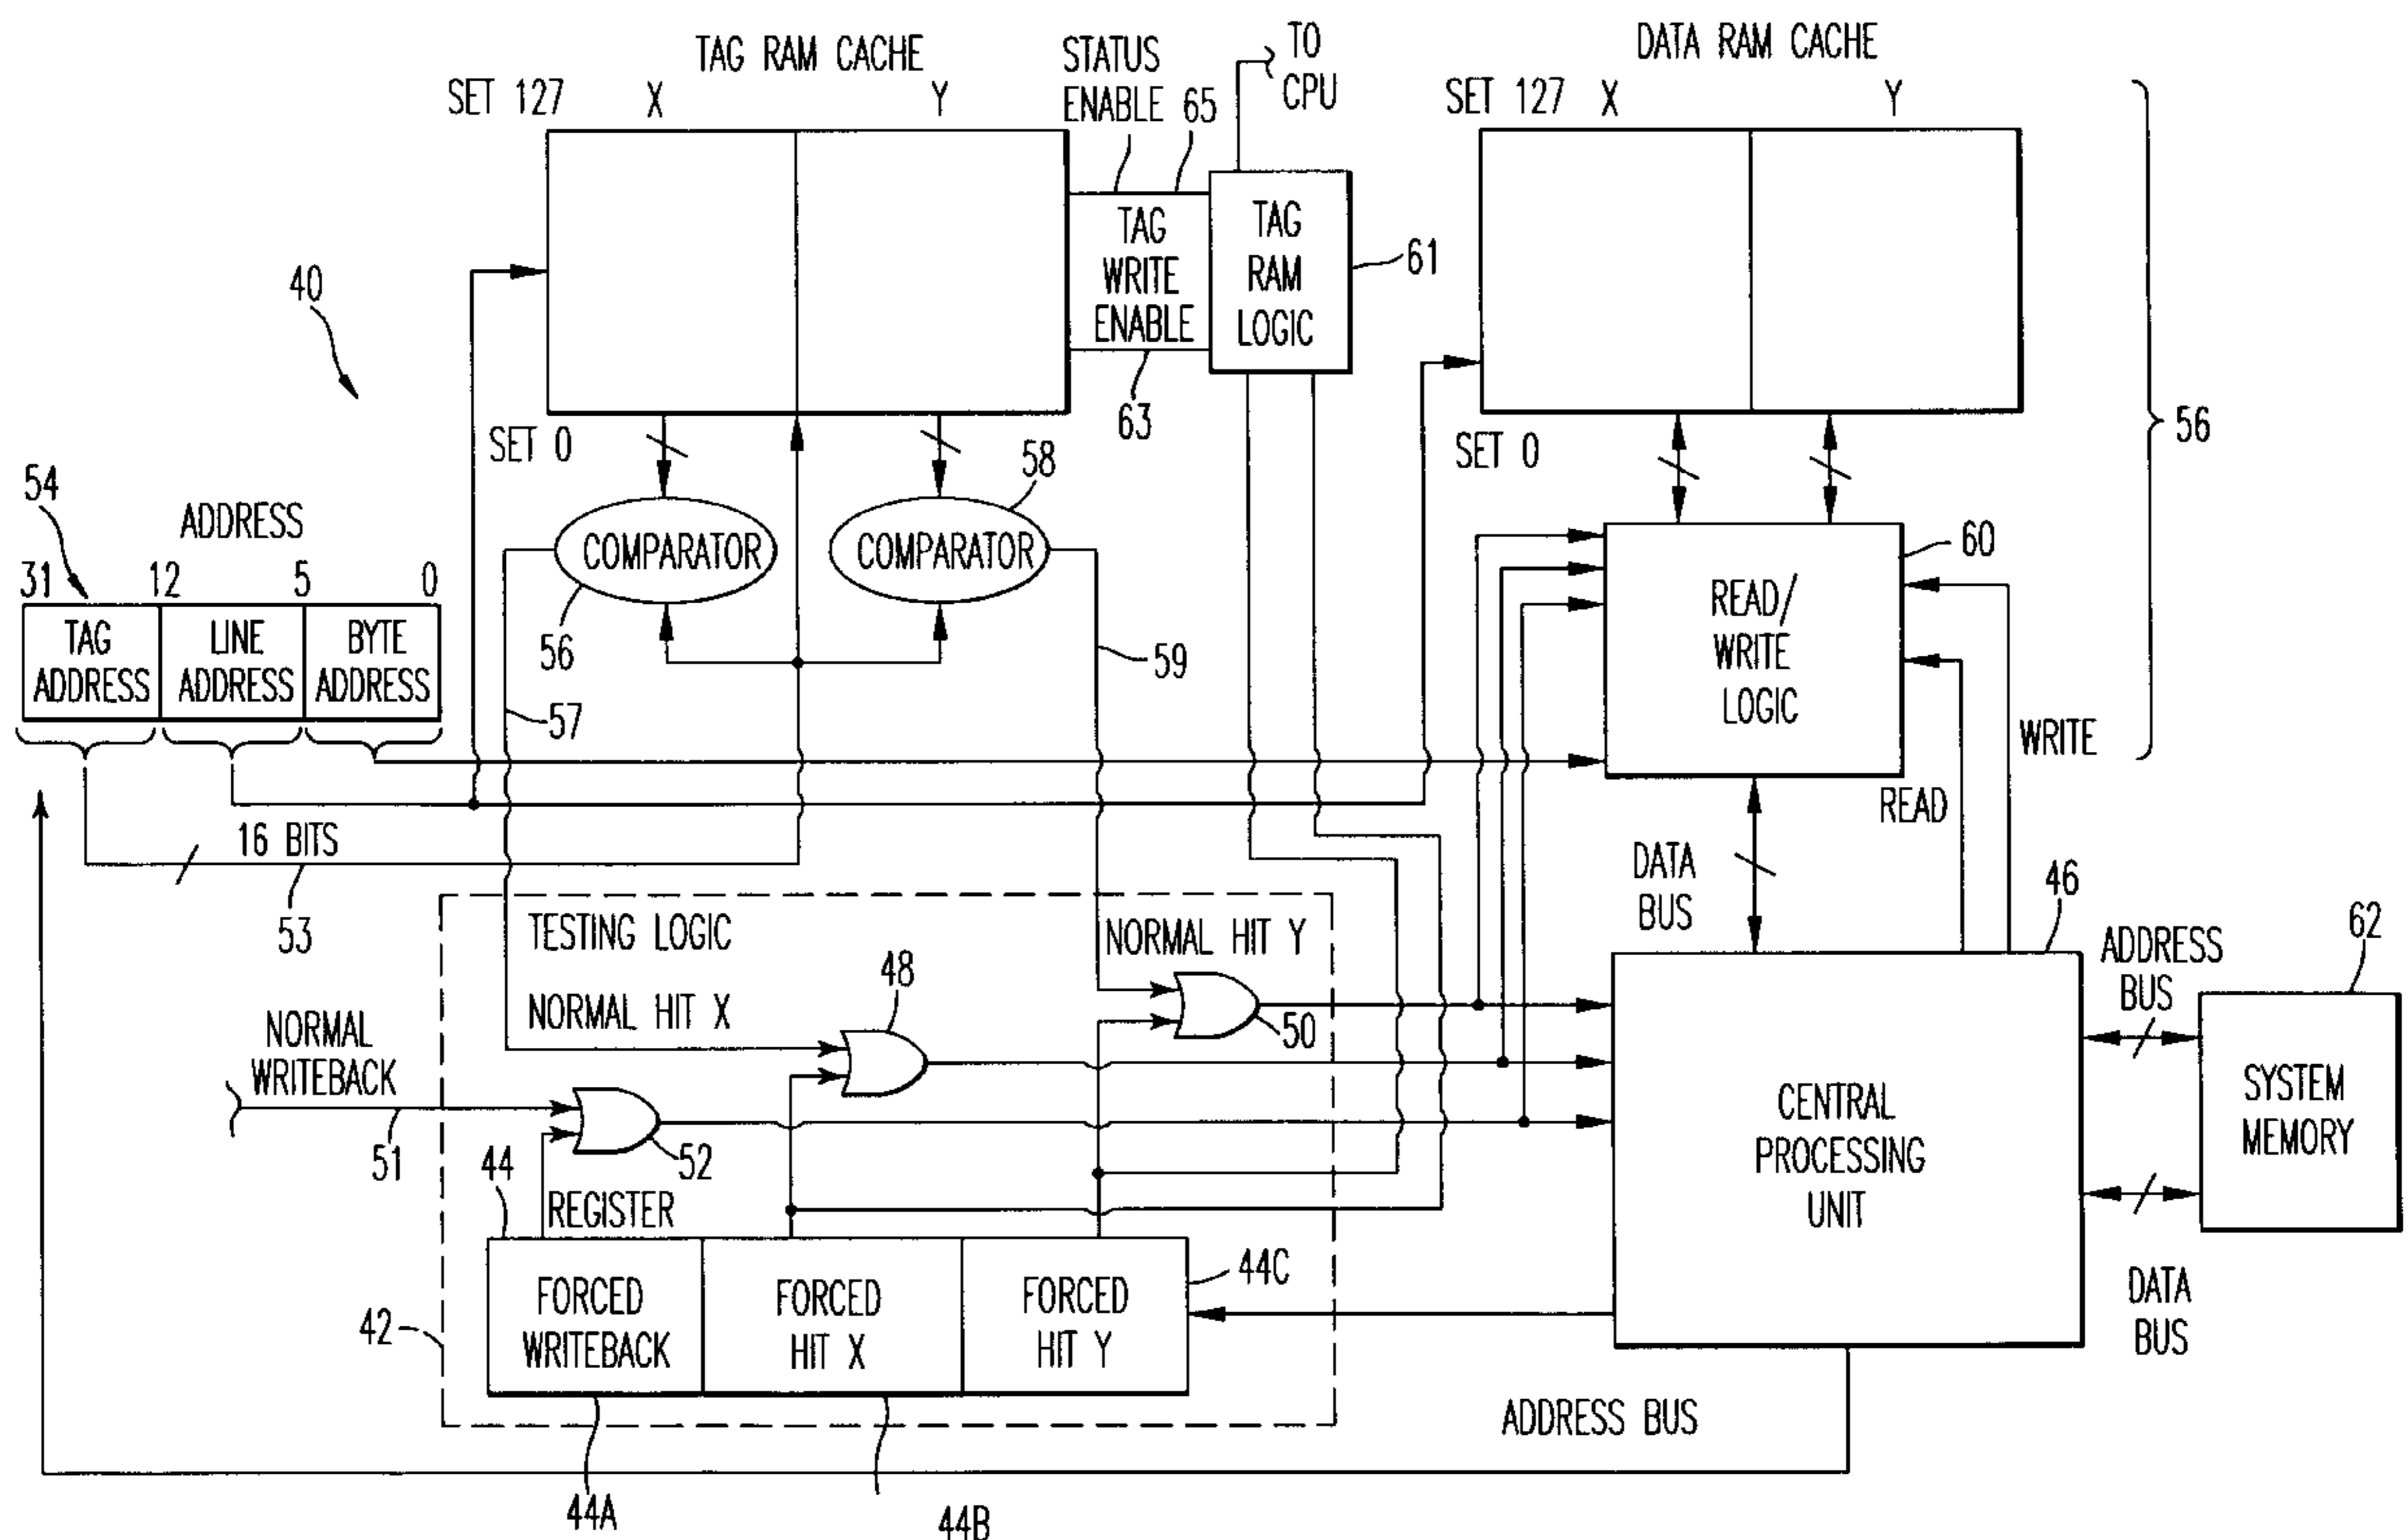 TAG RAM CACHE
SET 127 X Y
STATUS
ENABLE 65
TO
CPU
DATA RAM CACHE
SET 127 X Y
TAG
WRITE
ENABLE
TAG
RAM
LOGIC
61
40
63
56
SET 0
SET 0
58
54
ADDRESS
31 12 5 0
COMPARATOR
COMPARATOR
60
TAG
ADDRESS
LINE
ADDRESS
BYTE
ADDRESS
56
59
READ/
WRITE
LOGIC
57
WRITE
READ
16 BITS
53
DATA
BUS
46
TESTING LOGIC
NORMAL HIT Y
ADDRESS
BUS
62
48
NORMAL HIT X
50
NORMAL
WRITEBACK
51
52
CENTRAL
PROCESSING
UNIT
SYSTEM
MEMORY
44
REGISTER
44C
FORCED
WRITEBACK
FORCED
HIT X
FORCED
HIT Y
42
DATA
BUS
ADDRESS BUS
44A
44B